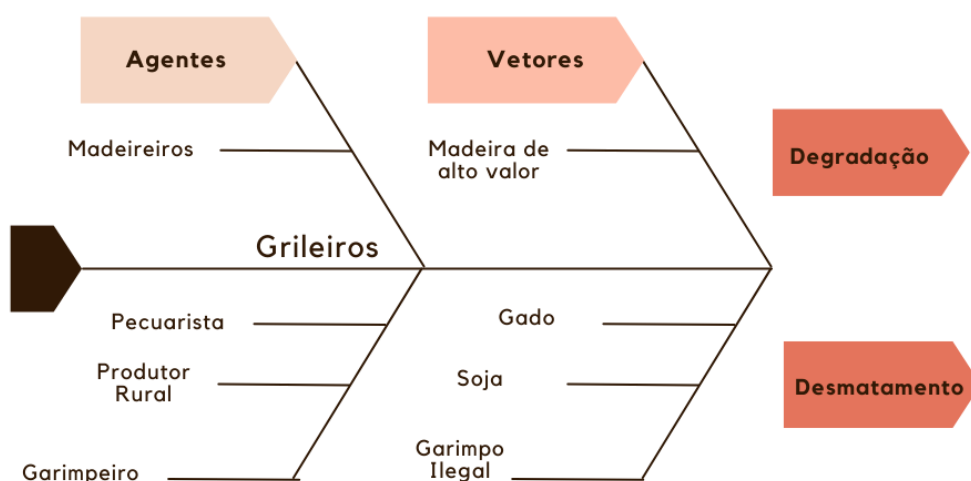 Agentes
Vetores
Madeireiros
Madeira de
alto valor
Degradação
Grileiros
Pecuarista
Gado
Produtor
Rural
Soja
Desmatamento
Garimpeiro
Garimpo
Ilegal